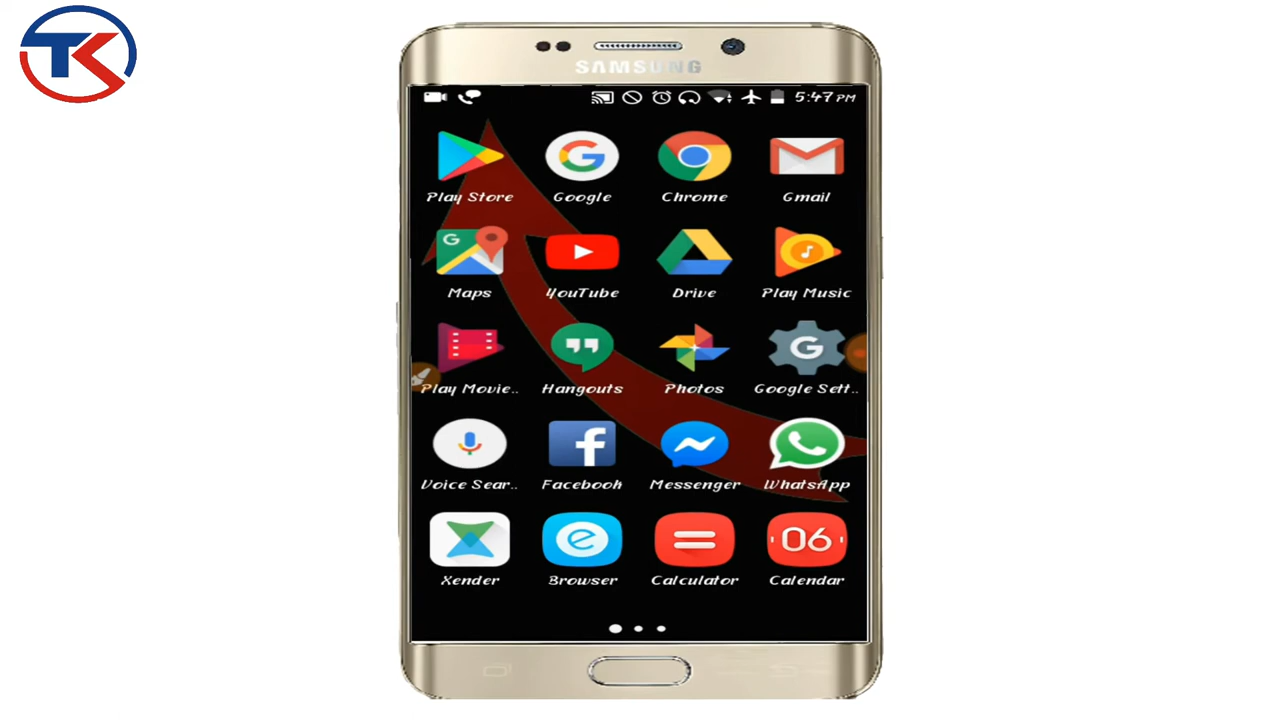 TK
SAMSUNG
5:47 PM
Play Store Google Chrome Gmail
Maps YouTube Drive Play Music
Play Movie.. Hangouts Photos Google Sett..
Voice Sear.. Facebook Messenger WhatsApp
06
Xender Browser Calculator Calendar